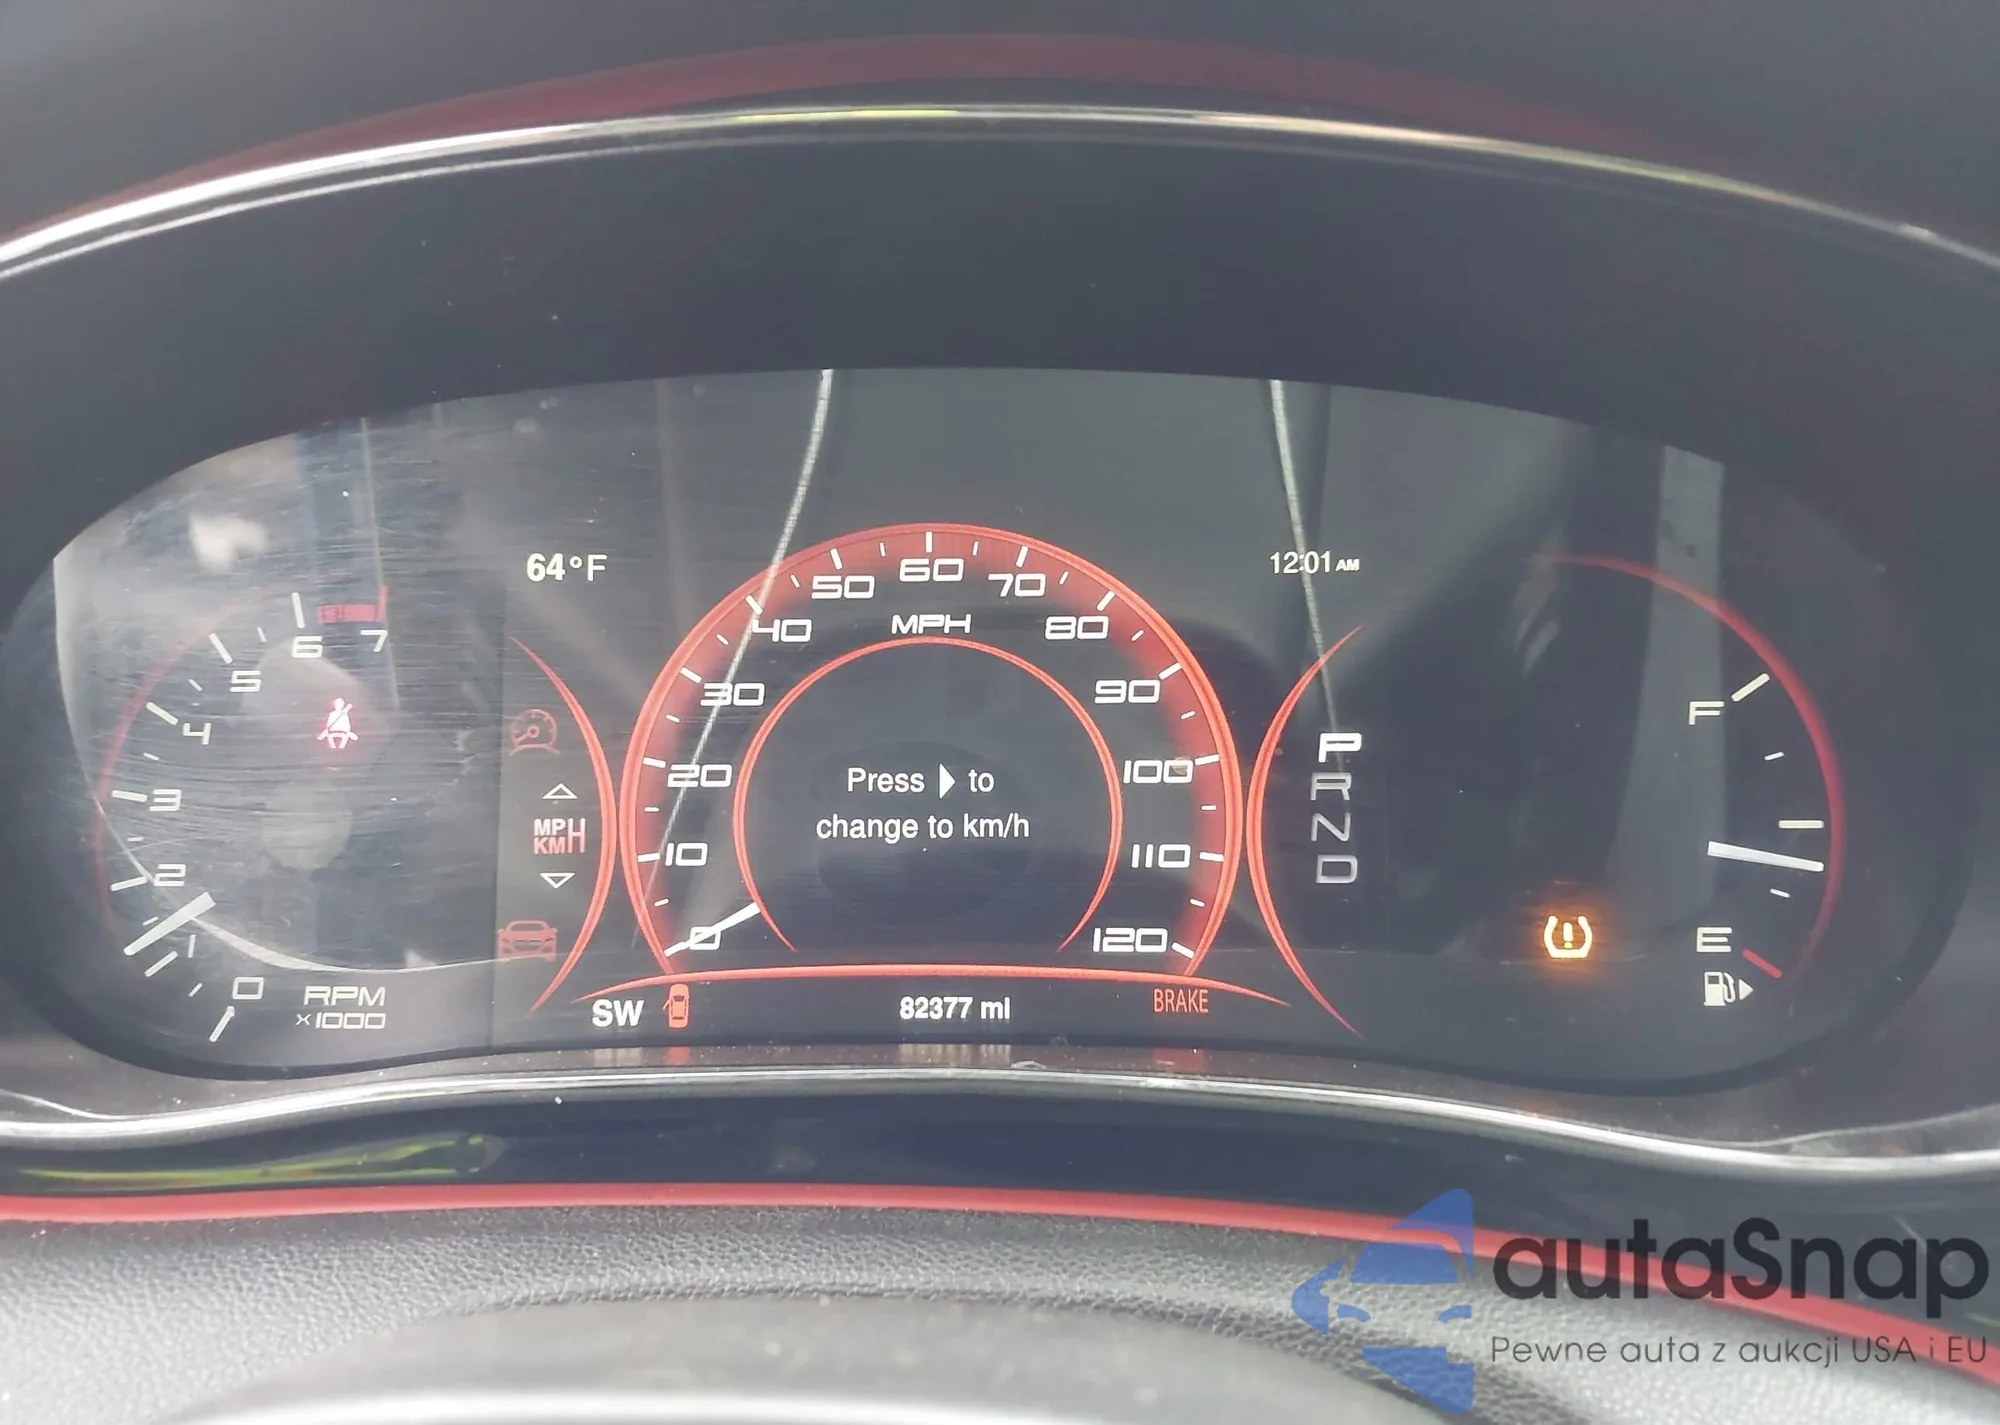 64°F
12:01 AM
0 1 2 3 4 5 6 7
RPM
x1000
MPH
KMH
0 10 20 30 40 50 60 70 80 90 100 110 120
MPH
Press to
change to km/h
P
R
N
D
F
E
SW
82377 mi
BRAKE
autaSnap
Pewne auta z aukcji USA i EU